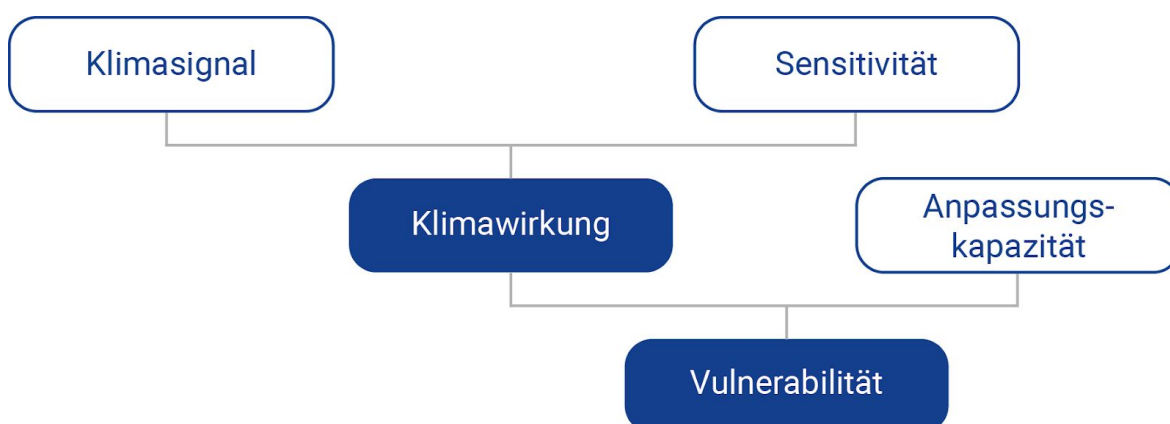 Klimasignal
Sensitivität
Klimawirkung
Anpassungs-
kapazität
Vulnerabilität